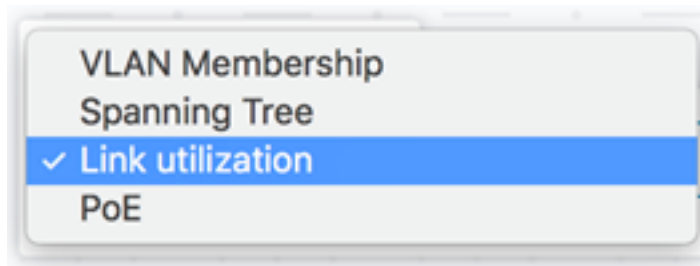 VLAN Membership
Spanning Tree
✓ Link utilization
PoE